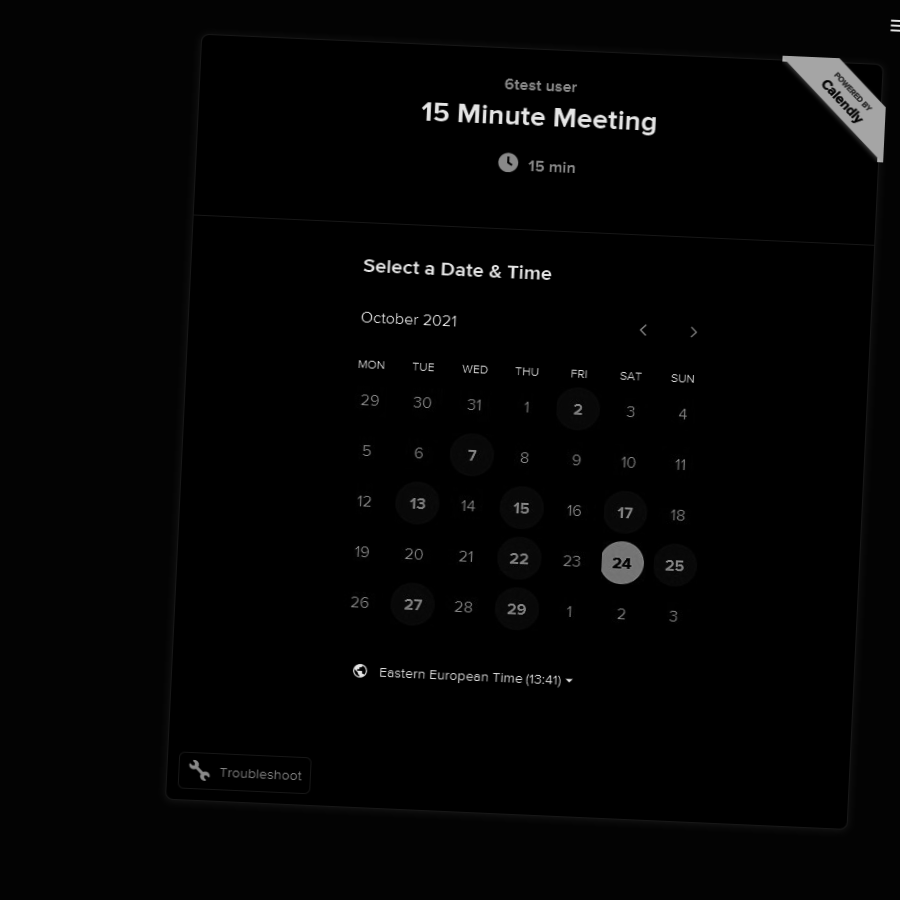 POWERED BY
Calendly
6test user
15 Minute Meeting
15 min
Select a Date & Time
October 2021
MON TUE WED THU FRI SAT SUN
29 30 31 1 2 3 4
5 6 7 8 9 10 11
12 13 14 15 16 17 18
19 20 21 22 23 24 25
26 27 28 29 1 2 3
Eastern European Time (13:41)
Troubleshoot